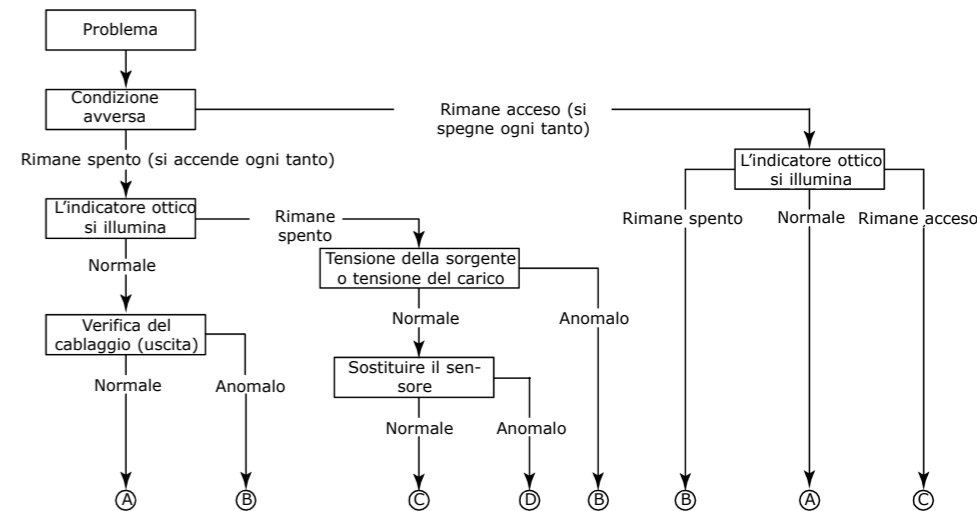 Problema
Condizione
avversa
Rimane acceso (si
spegne ogni tanto)
Rimane spento (si accende ogni tanto)
L'indicatore ottico
si illumina
L'indicatore ottico
si illumina
Rimane
spento
Rimane spento
Normale
Rimane acceso
Normale
Tensione della sorgente
o tensione del carico
Verifica del
cablaggio (uscita)
Normale
Anomalo
Sostituire il sen-
sore
Normale
Anomalo
Normale
Anomalo
A
B
C
D
B
B
A
C